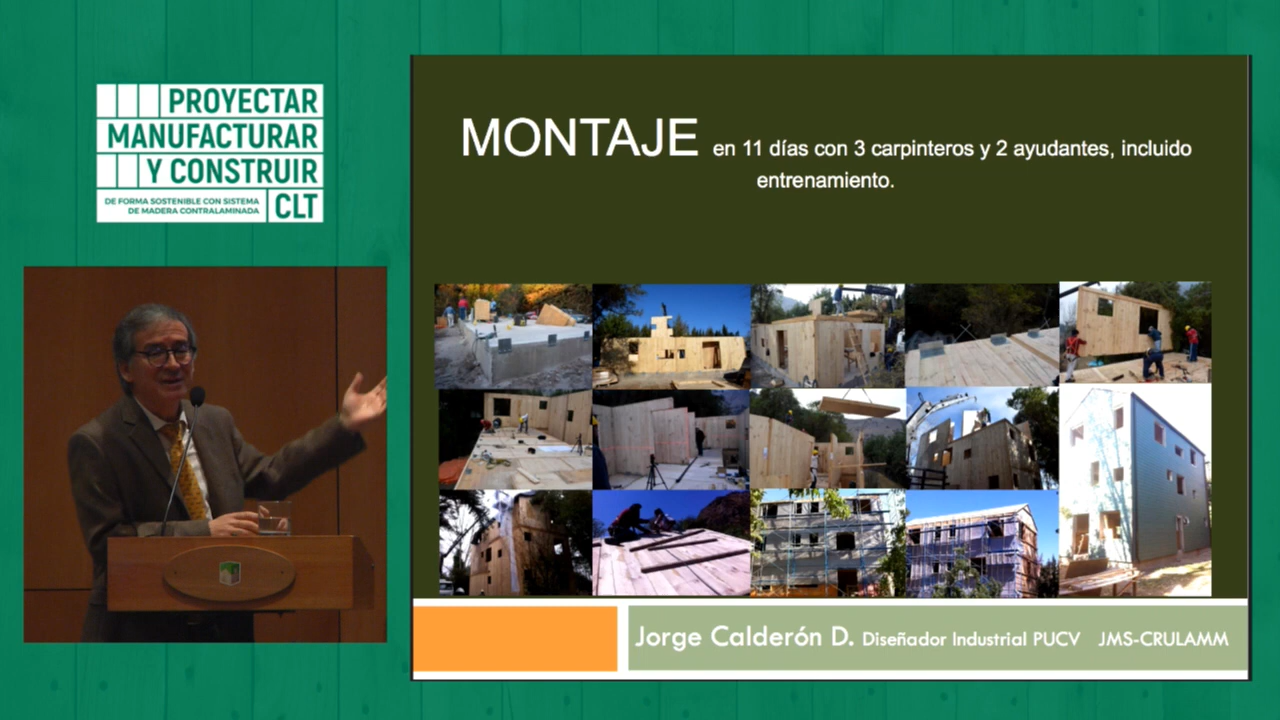 PROYECTAR
MANUFACTURAR
Y CONSTRUIR
DE FORMA SOSTENIBLE CON SISTEMA
DE MADERA CONTRALAMINADA
CLT
MONTAJE en 11 días con 3 carpinteros y 2 ayudantes, incluido
entrenamiento.
Jorge Calderón D. Diseñador Industrial PUCV JMS-CRULAMM